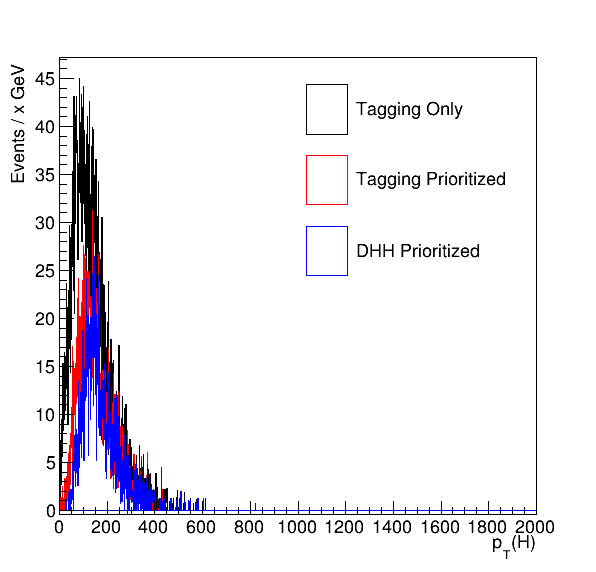 Events / x GeV
45
40
35
30
25
20
15
10
5
0
Tagging Only
Tagging Prioritized
DHH Prioritized
0 200 400 600 800 1000 1200 1400 1600 1800 2000
p_T(H)